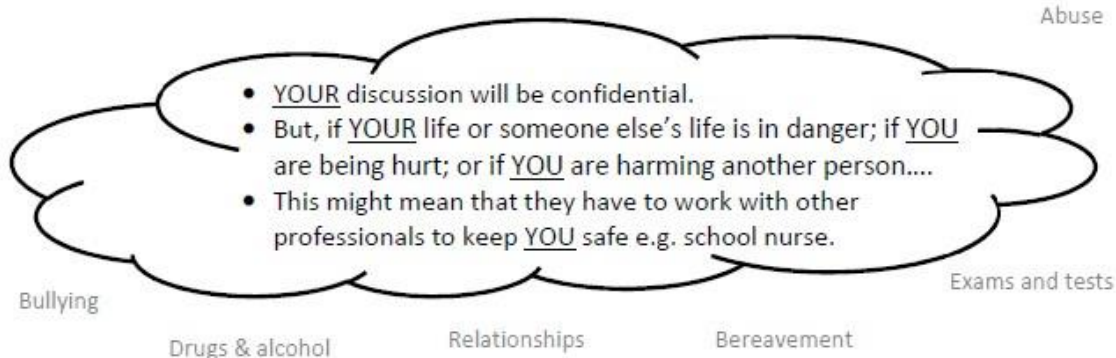 Abuse
• YOUR discussion will be confidential.
• But, if YOUR life or someone else’s life is in danger; if YOU
are being hurt; or if YOU are harming another person....
• This might mean that they have to work with other
professionals to keep YOU safe e.g. school nurse.
Exams and tests
Bullying
Relationships
Bereavement
Drugs & alcohol